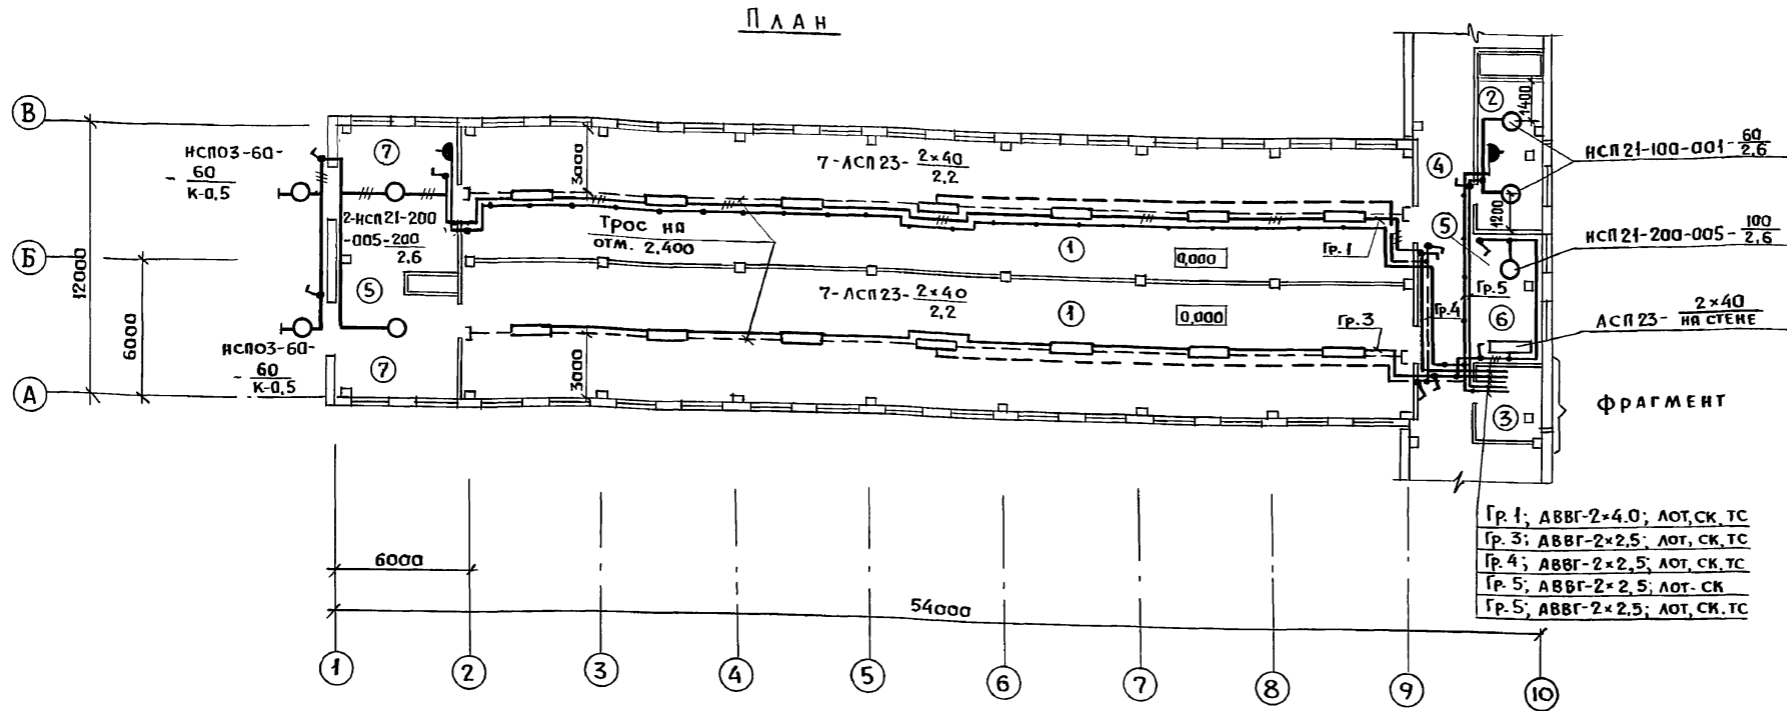 ПЛАН
В
Б
А
12000
6000
НСП03-60-
- 60
К-0,5
7
2-НСП21-200
-005-200
2,6
5
НСП03-60-
- 60
К-0,5
7
3000
7-ЛСП23- 2×40
2,2
Трос на
отм. 2,400
1
0,000
Гр.1
7-ЛСП23- 2×40
2,2
1
0,000
Гр.3
3000
2
1400
4
1200
5
Гр.5
Гр.4
6
3
НСП21-100-001- 60
2,6
НСП21-200-005- 100
2,6
ЛСП23- 2×40
на стене
Фрагмент
Гр.1; АВВГ-2×4.0; лот, ск, тс
Гр.3; АВВГ-2×2,5; лот, ск, тс
Гр.4; АВВГ-2×2,5; лот, ск, тс
Гр.5; АВВГ-2×2,5; лот-ск
Гр.5; АВВГ-2×2,5; лот, ск, тс
6000
54000
1
2
3
4
5
6
7
8
9
10